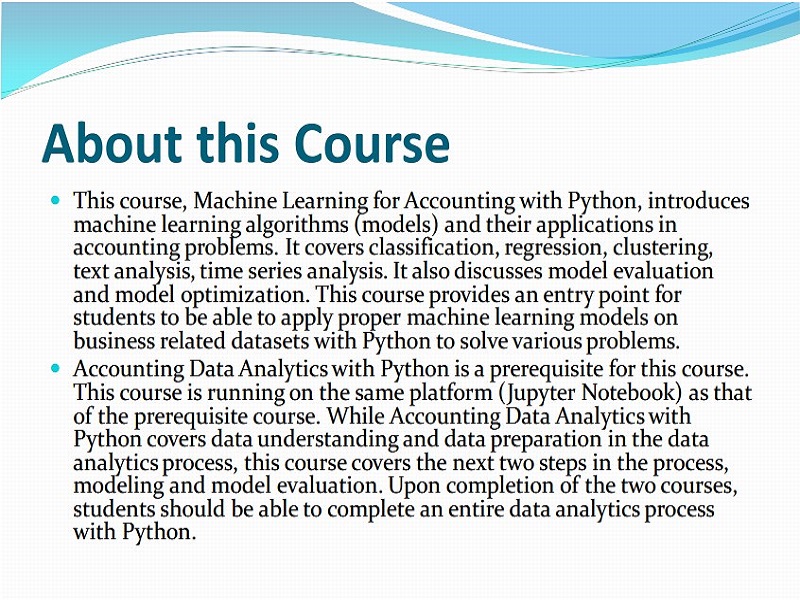 About this Course
This course, Machine Learning for Accounting with Python, introduces
machine learning algorithms (models) and their applications in
accounting problems. It covers classification, regression, clustering,
text analysis, time series analysis. It also discusses model evaluation
and model optimization. This course provides an entry point for
students to be able to apply proper machine learning models on
business related datasets with Python to solve various problems.
Accounting Data Analytics with Python is a prerequisite for this course.
This course is running on the same platform (Jupyter Notebook) as that
of the prerequisite course. While Accounting Data Analytics with
Python covers data understanding and data preparation in the data
analytics process, this course covers the next two steps in the process,
modeling and model evaluation. Upon completion of the two courses,
students should be able to complete an entire data analytics process
with Python.